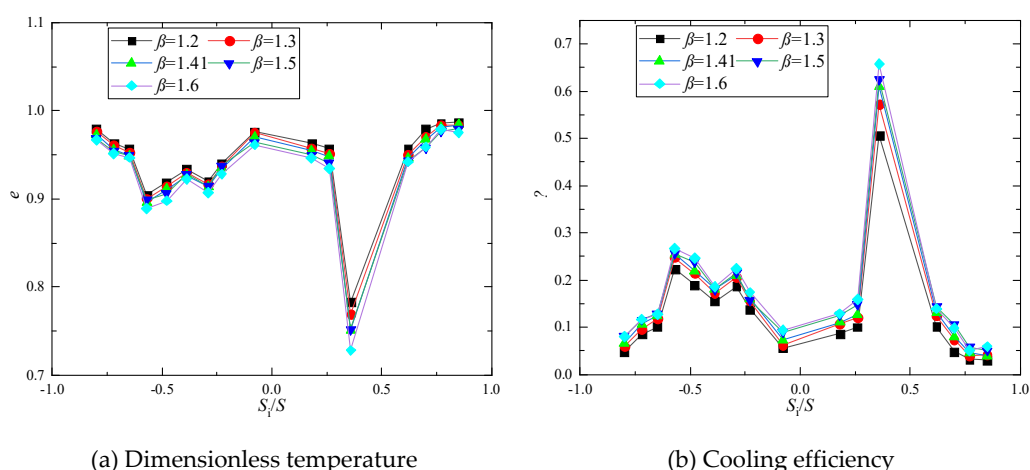 1.1
1.0
0.9
0.8
0.7
e
β=1.2 β=1.3
β=1.41 β=1.5
β=1.6
-1.0 -0.5 0.0 0.5 1.0
Si/S
(a) Dimensionless temperature
0.7
0.6
0.5
0.4
0.3
0.2
0.1
0.0
?
β=1.2 β=1.3
β=1.41 β=1.5
β=1.6
-1.0 -0.5 0.0 0.5 1.0
Si/S
(b) Cooling efficiency